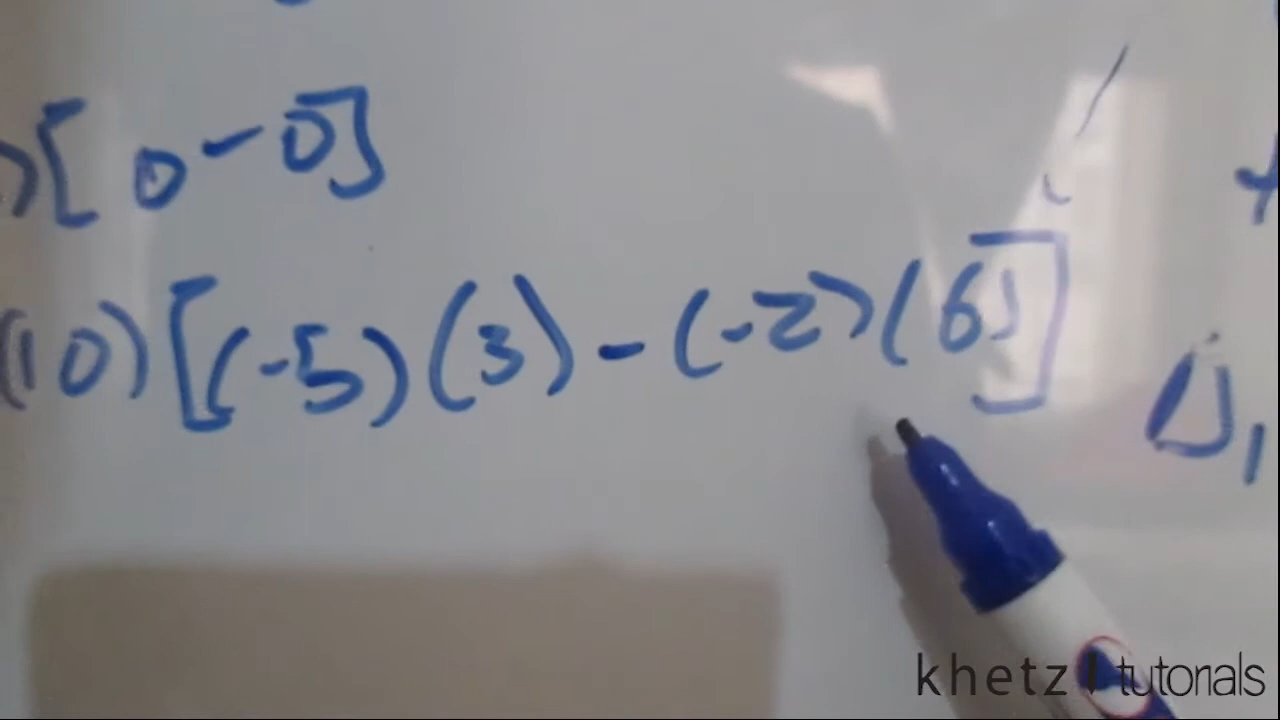 )[ 0 - 0 ]
(10)[(-5)(3) - (-2)(6)]
khetz tutorials